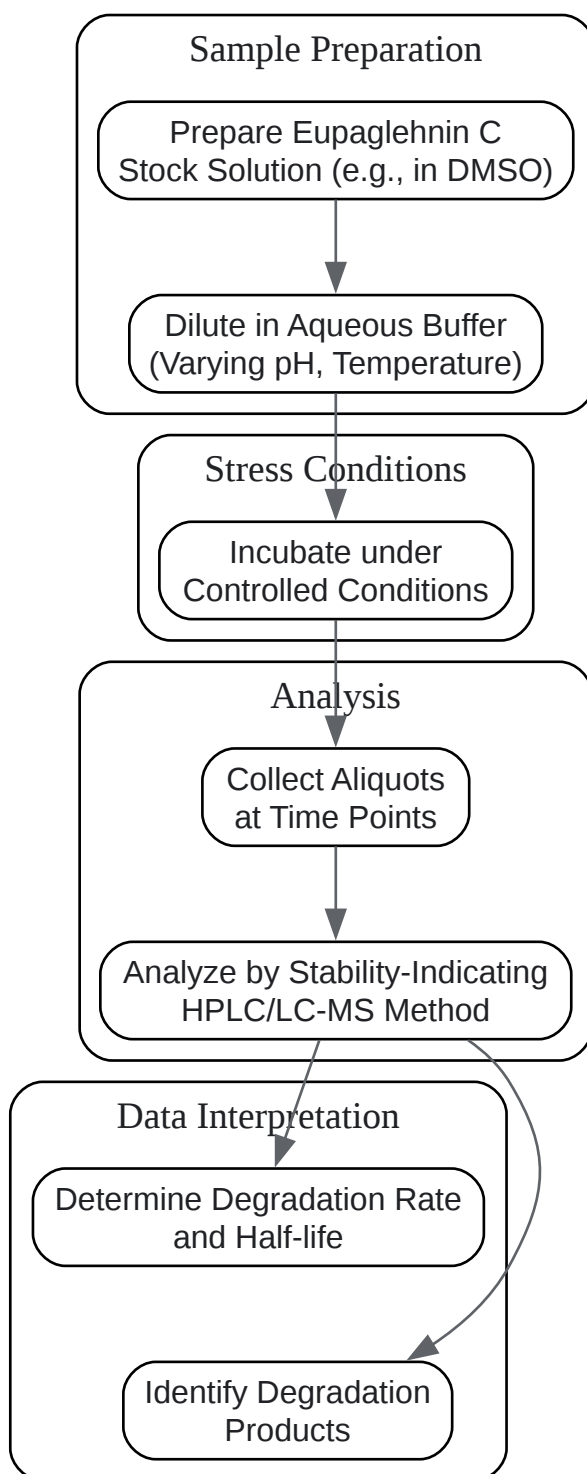 Sample Preparation
Prepare Eupaglehnin C
Stock Solution (e.g., in DMSO)
Dilute in Aqueous Buffer
(Varying pH, Temperature)
Stress Conditions
Incubate under
Controlled Conditions
Analysis
Collect Aliquots
at Time Points
Analyze by Stability-Indicating
HPLC/LC-MS Method
Data Interpretation
Determine Degradation Rate
and Half-life
Identify Degradation
Products